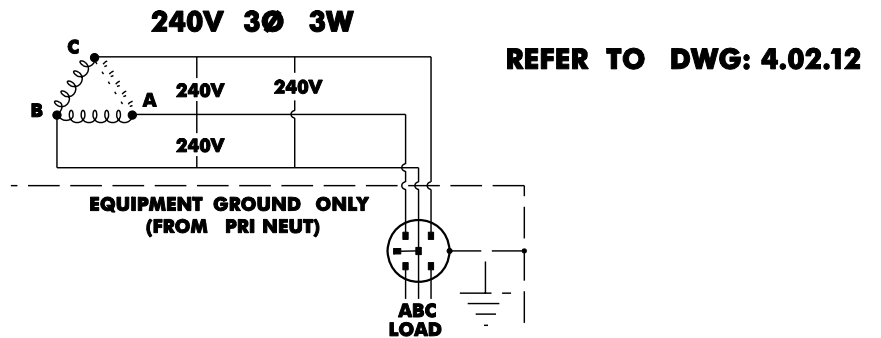 240V 3Ø 3W
REFER TO DWG: 4.02.12
C
240V
240V
A
B
240V
EQUIPMENT GROUND ONLY
(FROM PRI NEUT)
ABC
LOAD